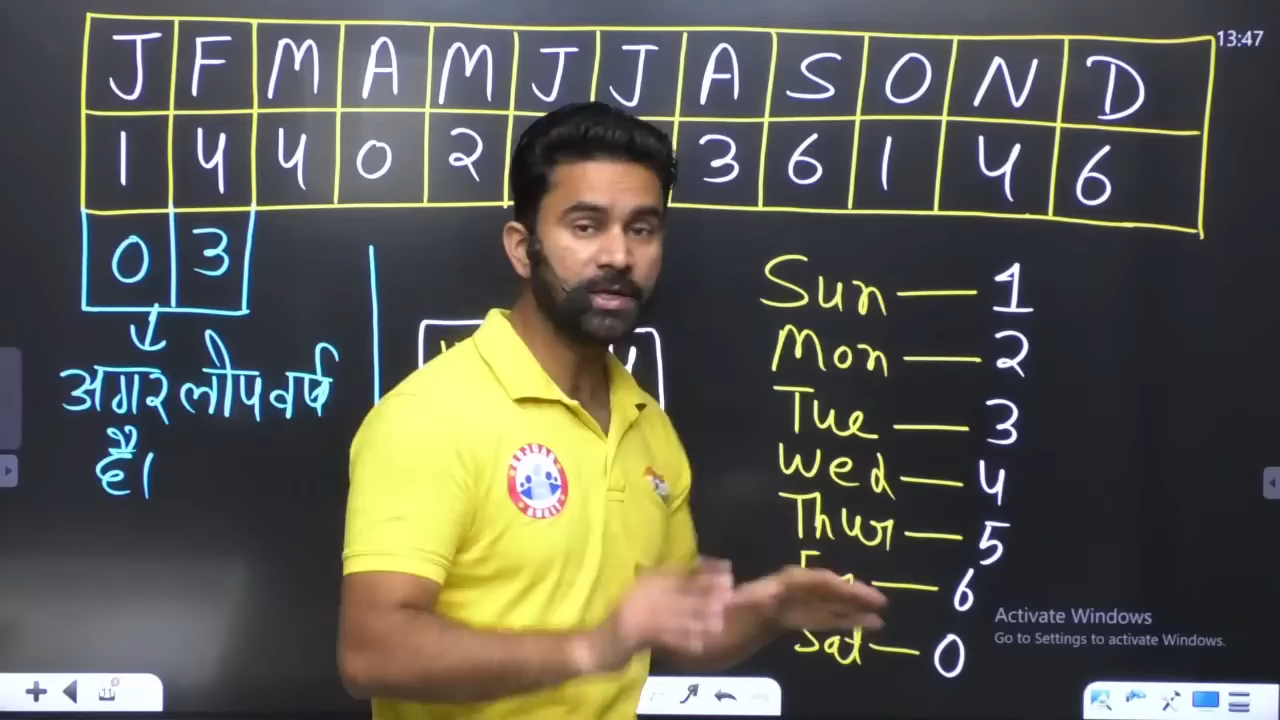 13:47
J F M A M J J A S O N D
1 4 4 0 2 3 6 1 4 6
0 3
अगर लीप वर्ष
है।
Sun — 1
Mon — 2
Tue — 3
Wed — 4
Thur — 5
— 6
Sat — 0
Activate Windows
Go to Settings to activate Windows.